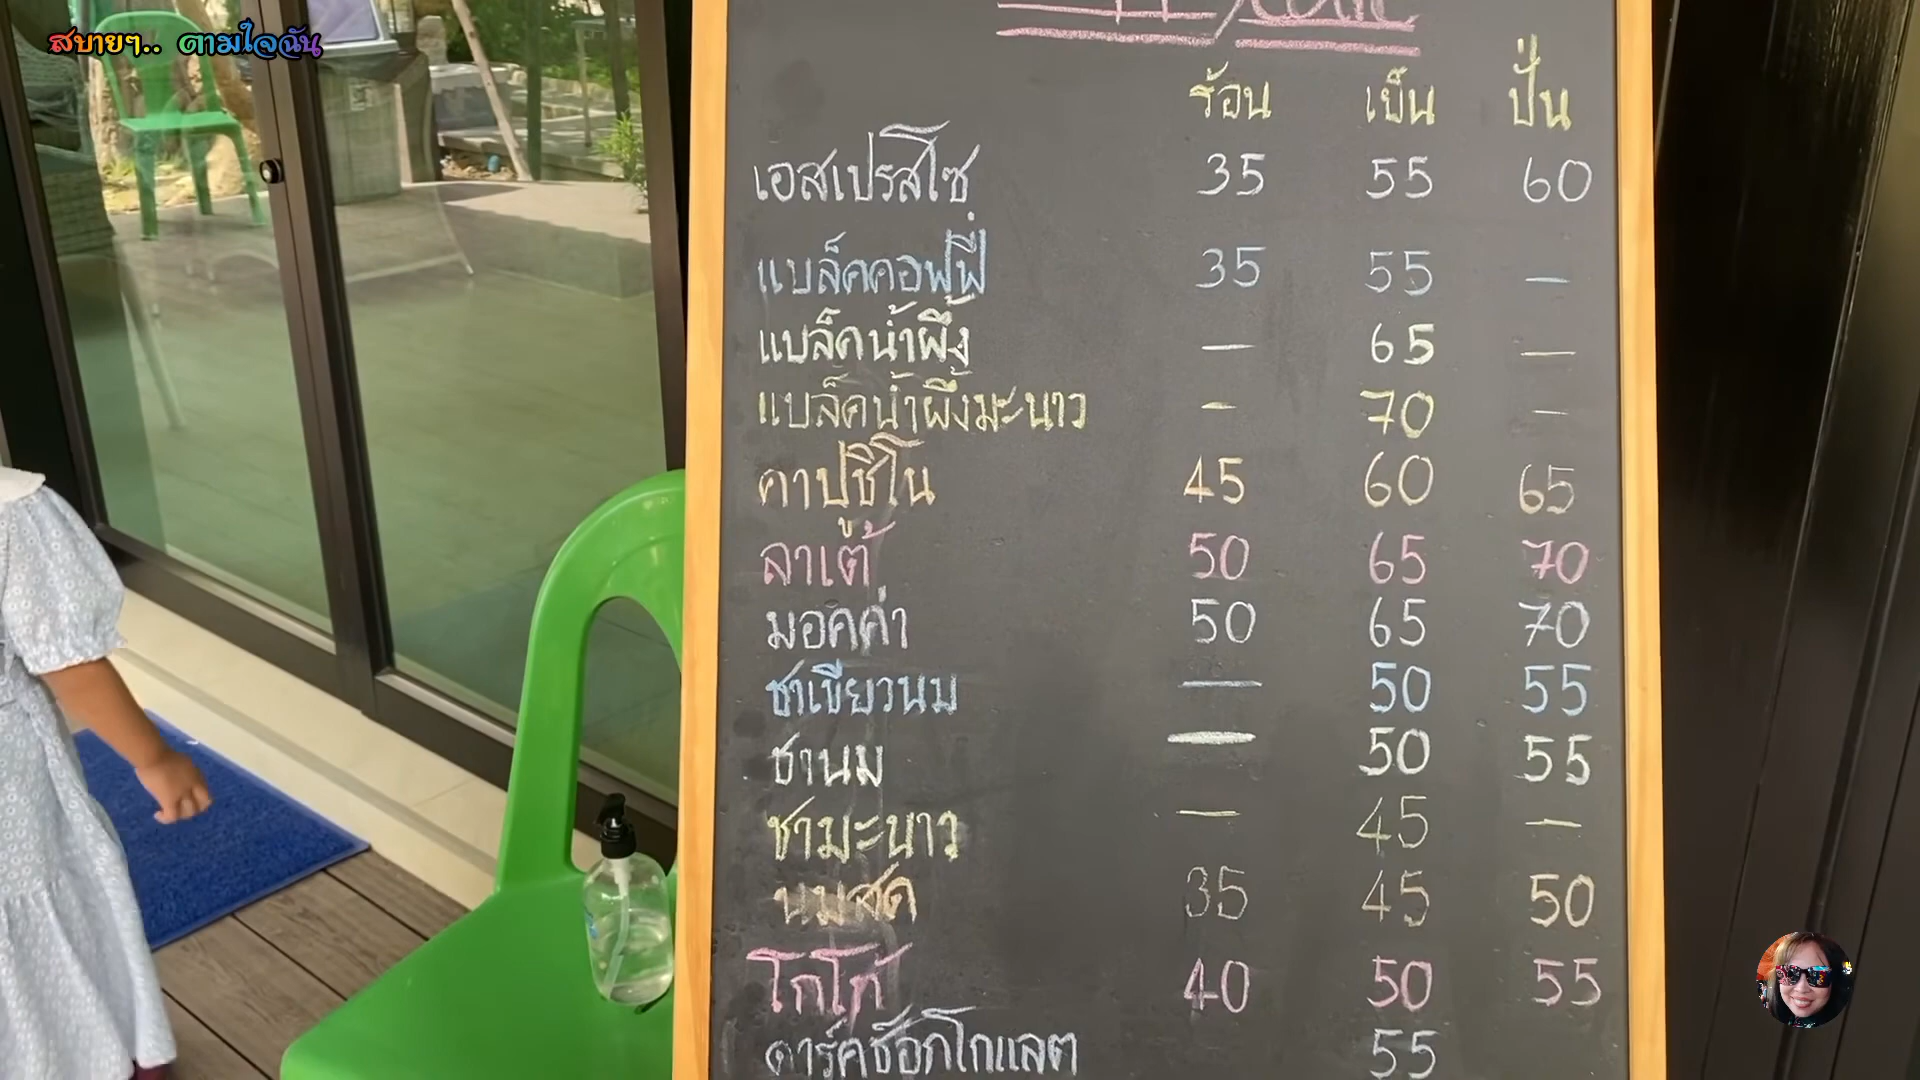 สบายๆ.. ตามใจฉัน
ร้อน เย็น ปั่น
เอสเปรสโซ 35 55 60
แบล็คคอฟฟี่ 35 55 —
แบล็คน้ำผึ้ง — 65 —
แบล็คน้ำผึ้งมะนาว - 70 —
คาปูชิโน 45 60 65
ลาเต้ 50 65 70
มอคค่า 50 65 70
ชาเขียวนม — 50 55
ชานม — 50 55
ชามะนาว — 45 —
นมสด 35 45 50
โกโก้ 40 50 55
ดาร์คช็อกโกแลต 55